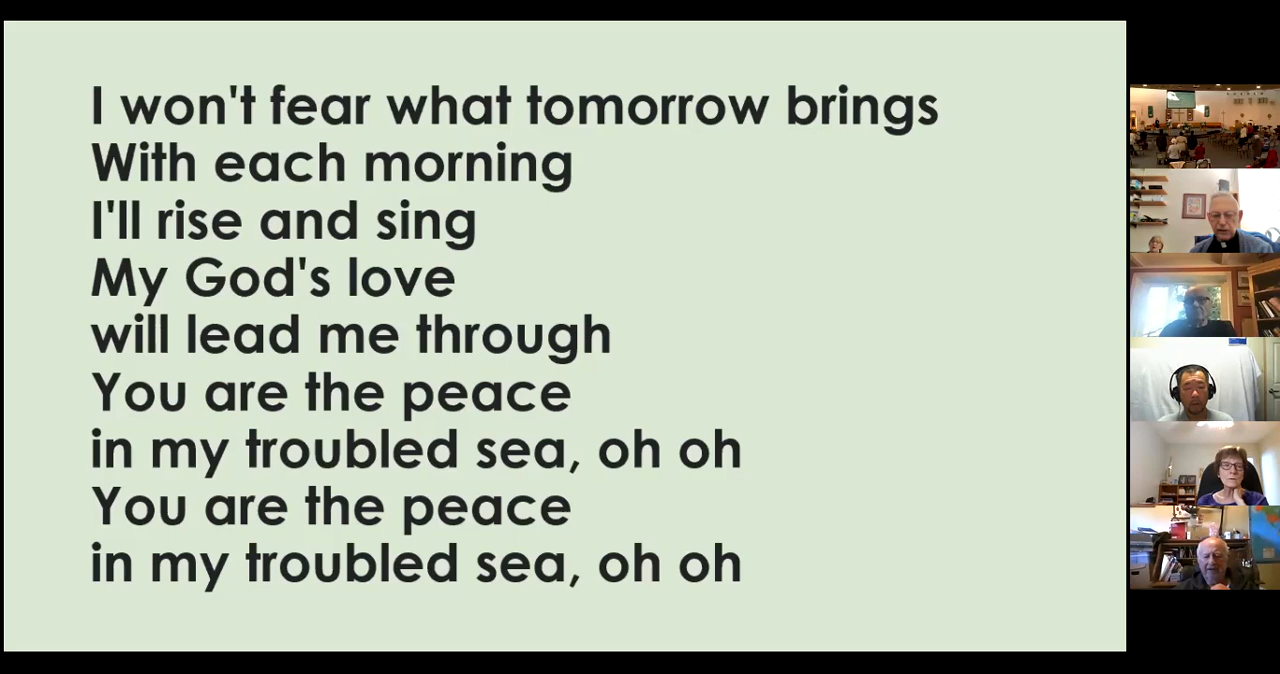 I won't fear what tomorrow brings
With each morning
I'll rise and sing
My God's love
will lead me through
You are the peace
in my troubled sea, oh oh
You are the peace
in my troubled sea, oh oh